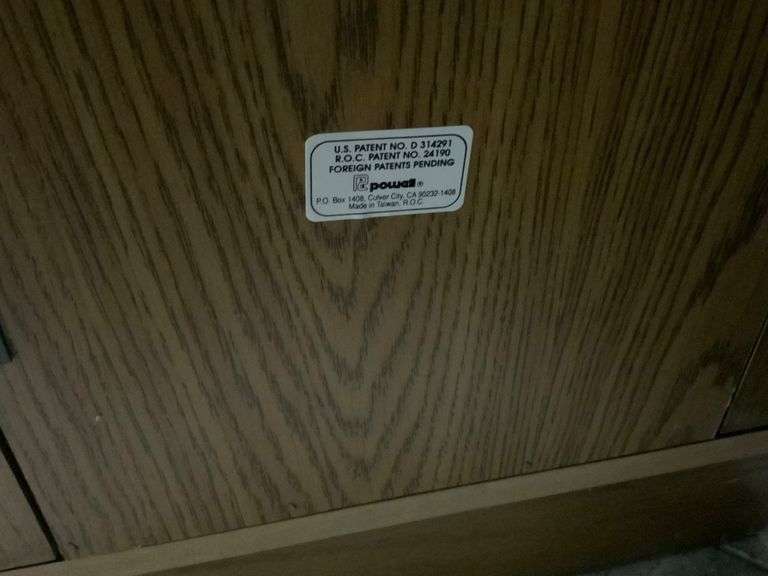 U.S. PATENT NO. D 314291
R.O.C. PATENT NO. 24190
FOREIGN PATENTS PENDING
powell ®
P.O. Box 1408, Culver City, CA 90232-1408
Made in Taiwan, R.O.C.